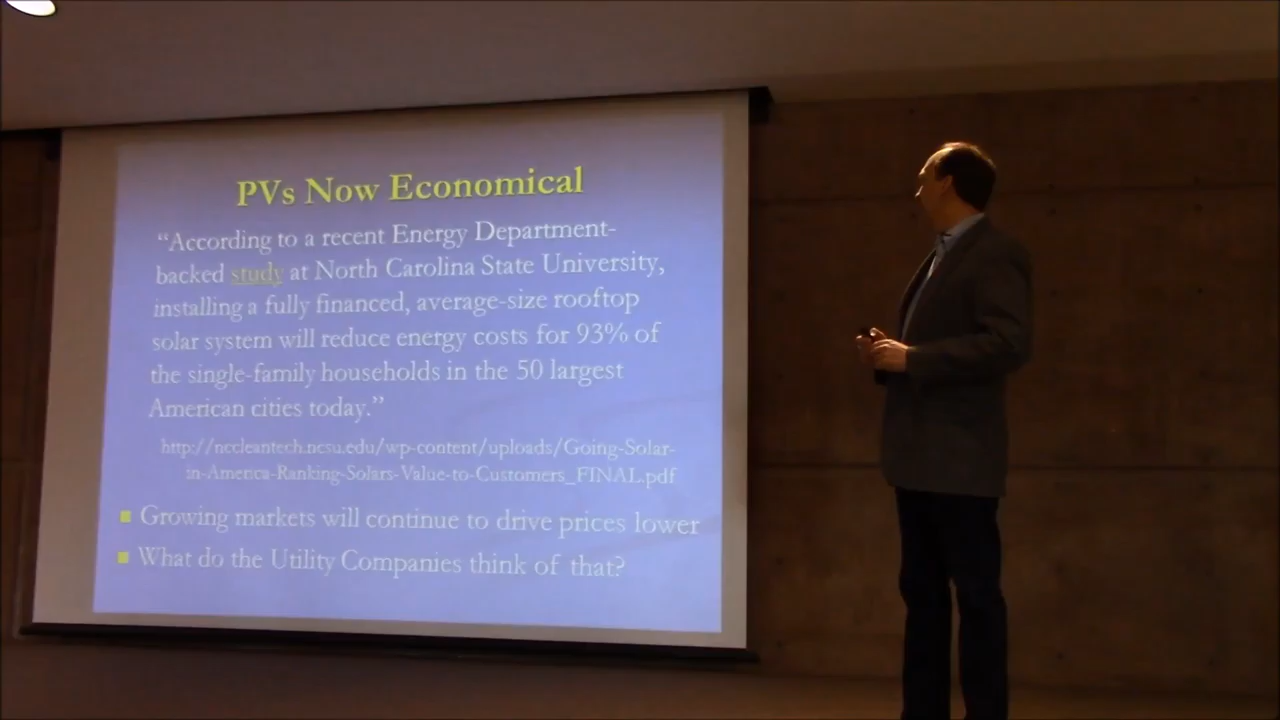 PVs Now Economical
“According to a recent Energy Department-
backed study at North Carolina State University,
installing a fully financed, average-size rooftop
solar system will reduce energy costs for 93% of
the single-family households in the 50 largest
American cities today.”
http://nccleantech.ncsu.edu/wp-content/uploads/Going-Solar-
in-America-Ranking-Solars-Value-to-Customers_FINAL.pdf
Growing markets will continue to drive prices lower
What do the Utility Companies think of that?